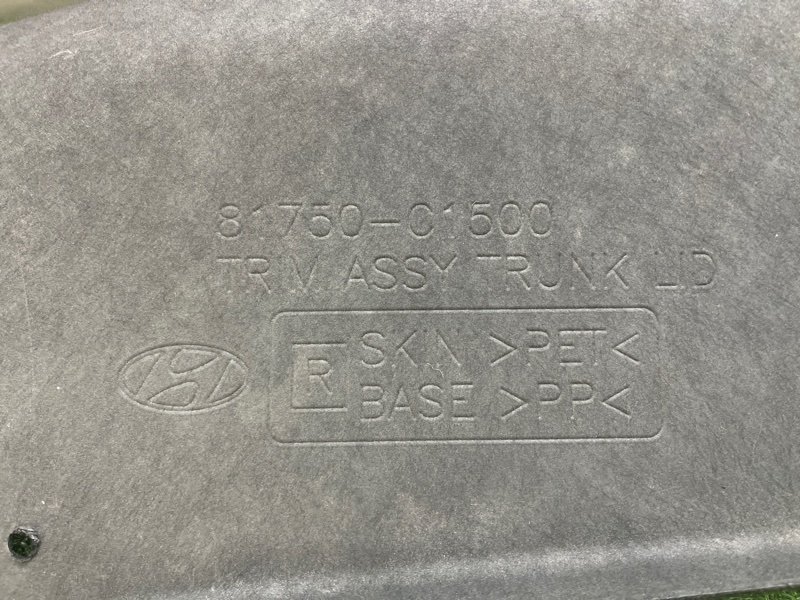 81750-C1500
TRIM ASSY TRUNK LID
R
SKIN >PET<
BASE >PP<